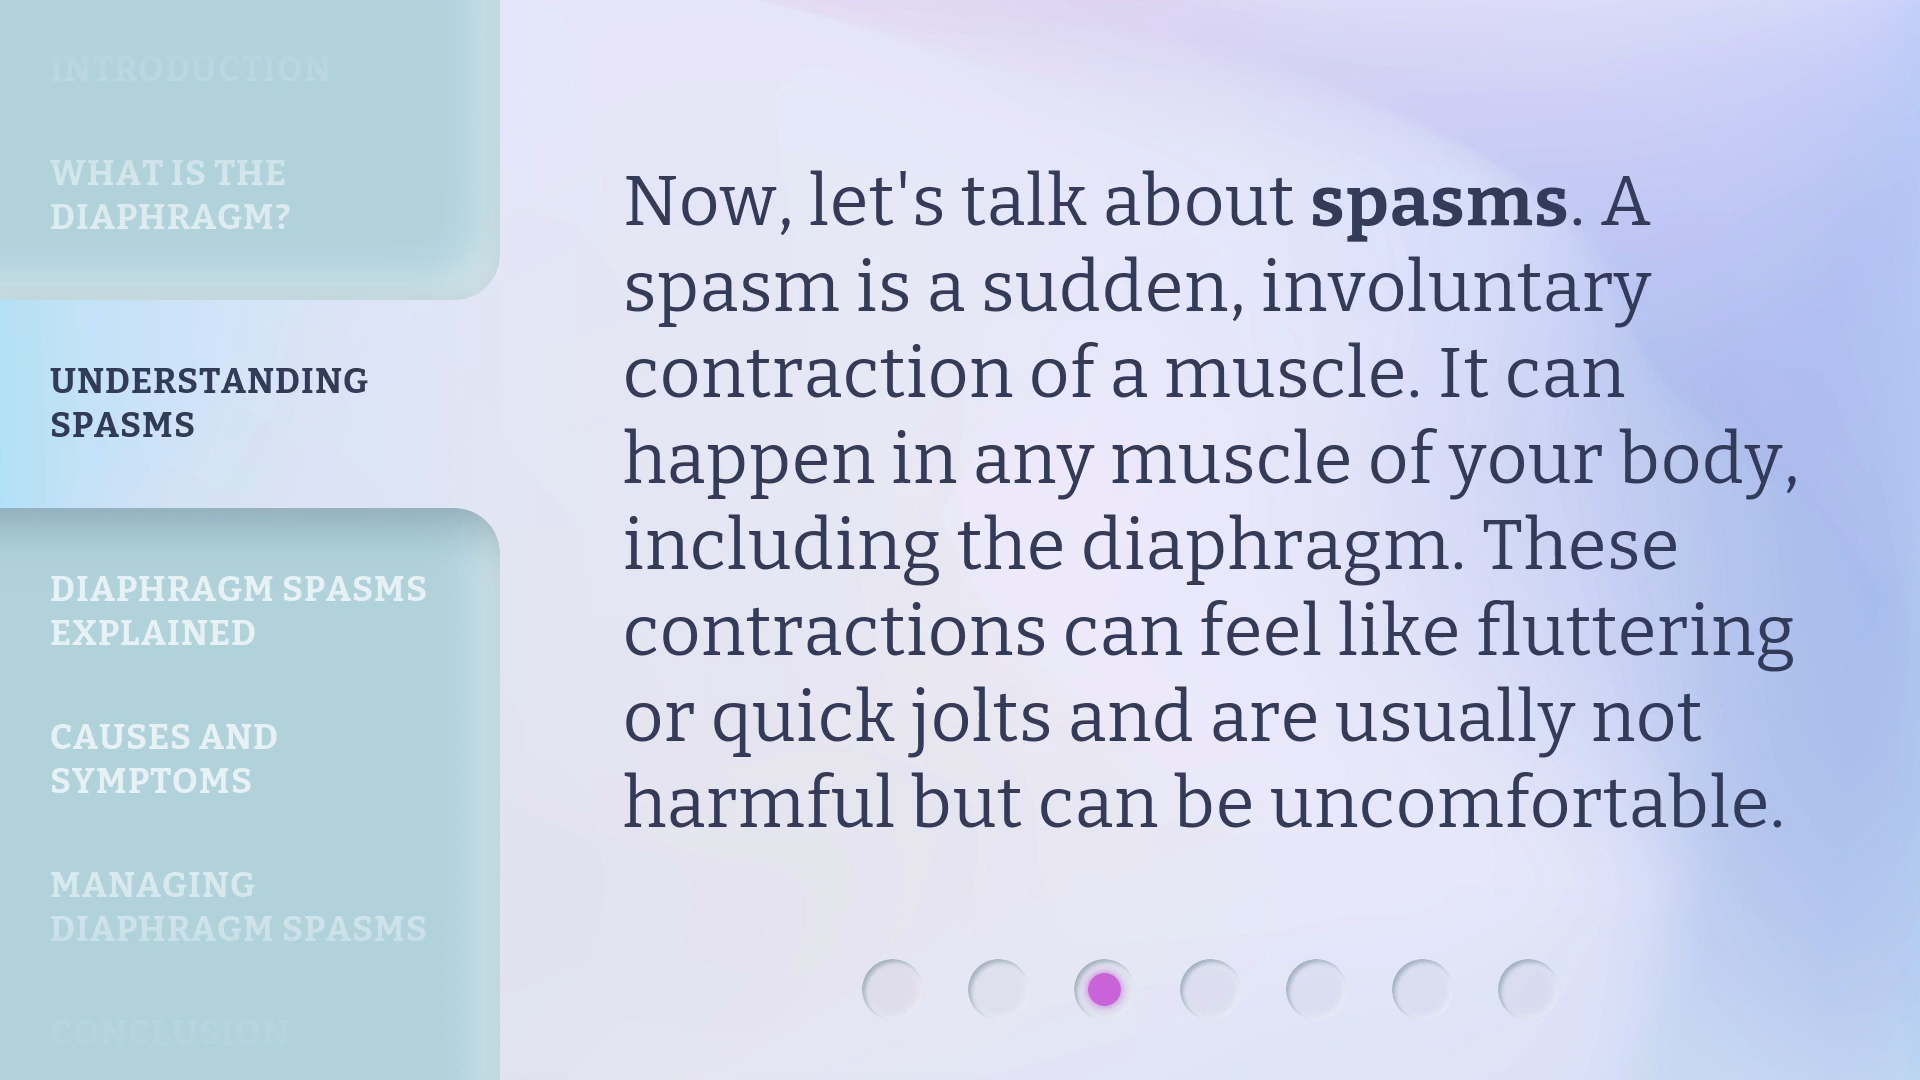 INTRODUCTION
WHAT IS THE
DIAPHRAGM?
UNDERSTANDING
SPASMS
DIAPHRAGM SPASMS
EXPLAINED
CAUSES AND
SYMPTOMS
MANAGING
DIAPHRAGM SPASMS
CONCLUSION
Now, let's talk about spasms. A
spasm is a sudden, involuntary
contraction of a muscle. It can
happen in any muscle of your body,
including the diaphragm. These
contractions can feel like fluttering
or quick jolts and are usually not
harmful but can be uncomfortable.